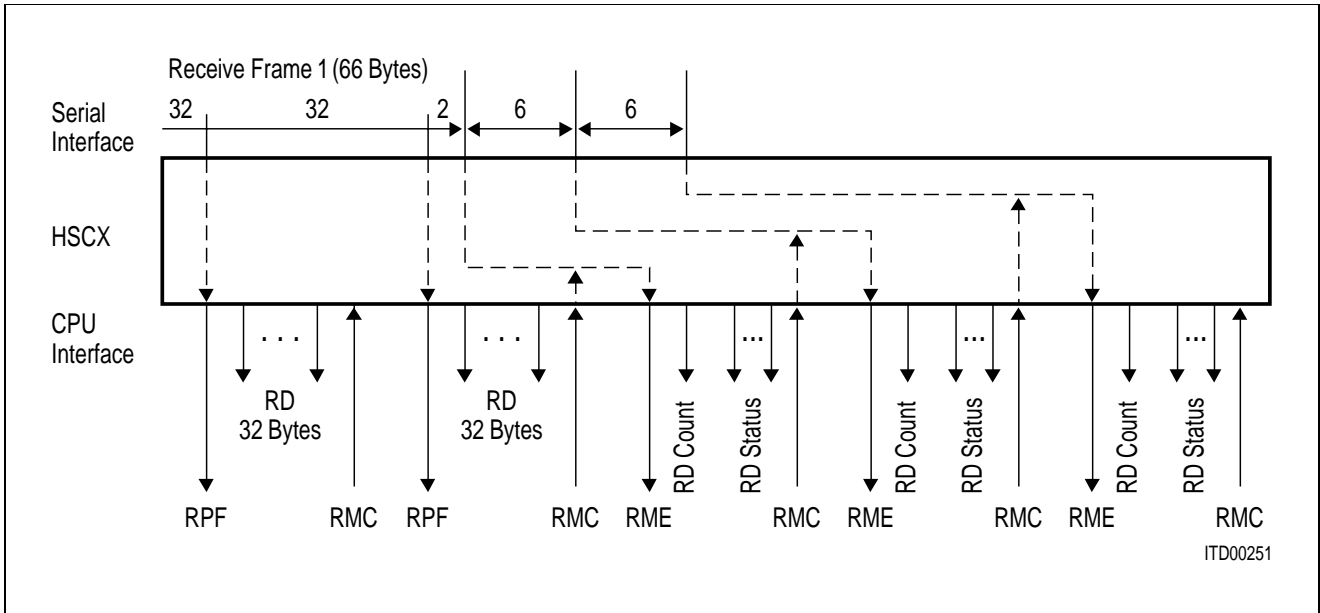 Receive Frame 1 (66 Bytes)
Serial
Interface
32
32
2
6
6
HSCX
CPU
Interface
. . .
. . .
...
...
...
RD
32 Bytes
RD
32 Bytes
RD Count
RD Status
RD Count
RD Status
RD Count
RD Status
RPF
RMC
RPF
RMC
RME
RMC
RME
RMC
RME
RMC
ITD00251